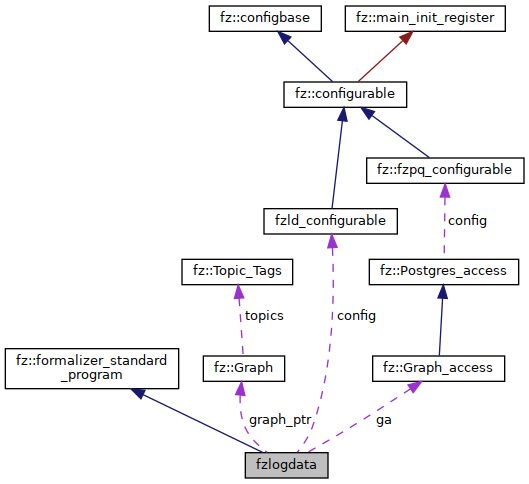 fz::configbase
fz::main_init_register
fz::configurable
fz::fzpq_configurable
fzld_configurable
config
fz::Topic_Tags
fz::Postgres_access
topics
config
fz::formalizer_standard
_program
fz::Graph
fz::Graph_access
graph_ptr
ga
fzlogdata